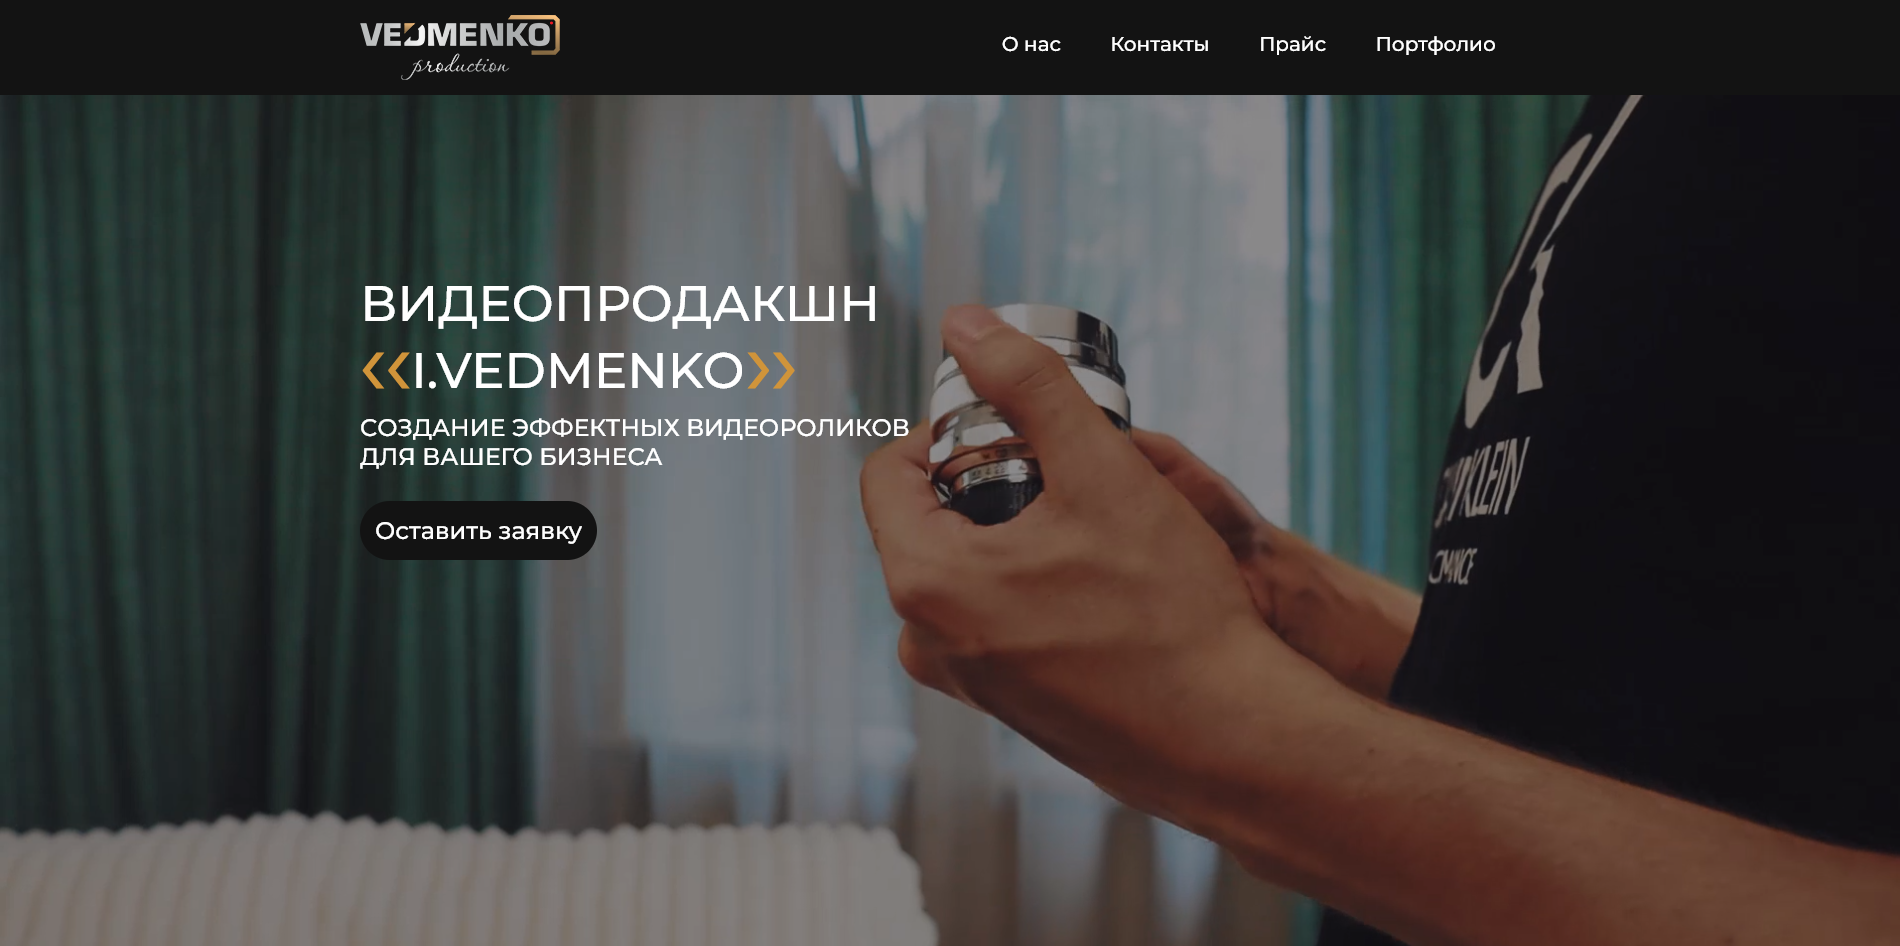 VEDMENKO
production
О нас
Контакты
Прайс
Портфолио
ВИДЕОПРОДАКШН
«I.VEDMENKO»
СОЗДАНИЕ ЭФФЕКТНЫХ ВИДЕОРОЛИКОВ
ДЛЯ ВАШЕГО БИЗНЕСА
Оставить заявку
KLEIN